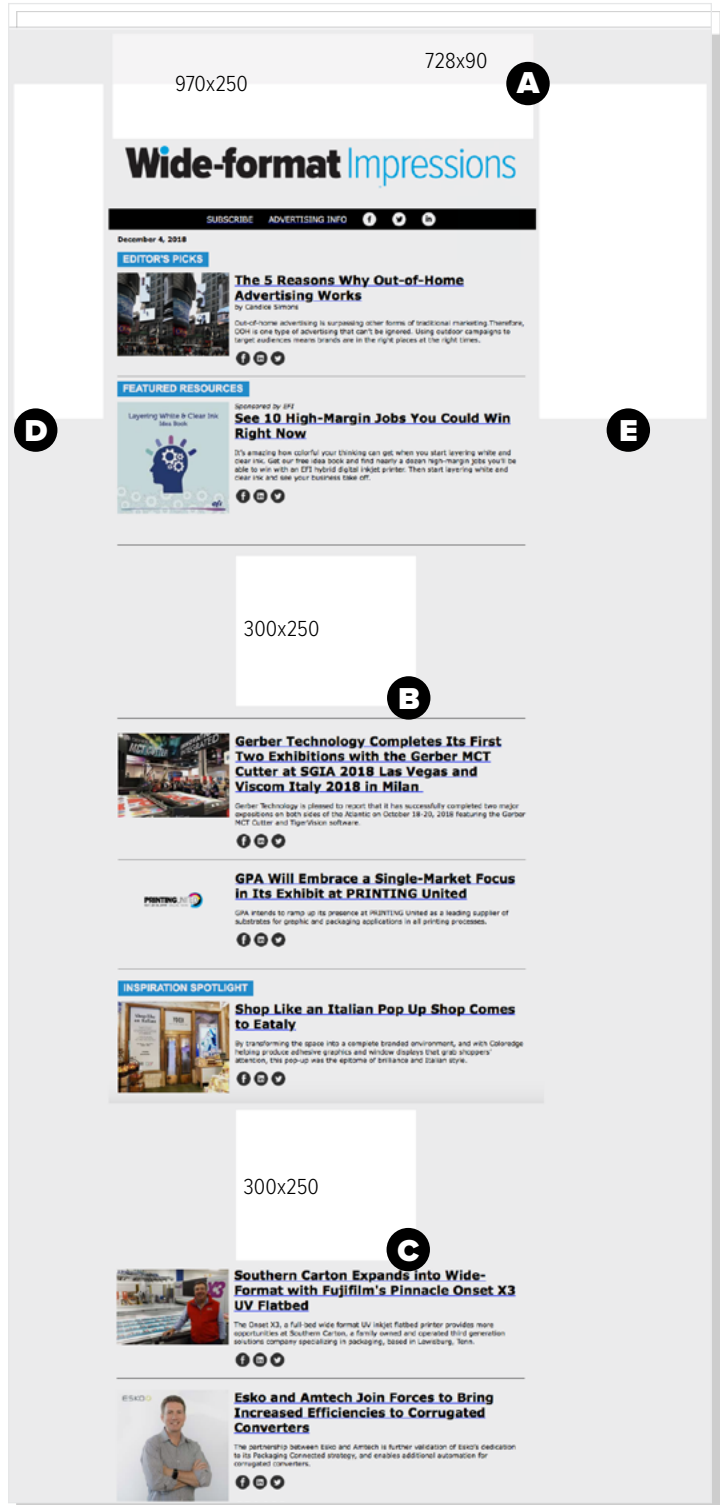 728x90
970x250
A
Wide-format Impressions
SUBSCRIBE ADVERTISING INFO
December 4, 2018
EDITOR'S PICKS
The 5 Reasons Why Out-of-Home
Advertising Works
by Candice Simons
Out-of-home advertising is surpassing other forms of traditional marketing.Therefore,
OOH is one type of advertising that can't be ignored. Using outdoor campaigns to
target audiences means brands are in the right places at the right times.
FEATURED RESOURCES
D
E
Layering White & Clear Ink
Idea Book
efi
Sponsored by EFI
See 10 High-Margin Jobs You Could Win
Right Now
It's amazing how colorful your thinking can get when you start layering white and
clear ink. Get our free idea book and find nearly a dozen high-margin jobs you'll be
able to win with an EFI hybrid digital inkjet printer. Then start layering white and
clear ink and see your business take off.
300x250
B
MCT CUTTER
INTEGRATED
Gerber Technology Completes Its First
Two Exhibitions with the Gerber MCT
Cutter at SGIA 2018 Las Vegas and
Viscom Italy 2018 in Milan
Gerber Technology is pleased to report that it has successfully completed two major
expositions on both sides of the Atlantic on October 18-20, 2018 featuring the Gerber
MCT Cutter and TigerVision software.
PRINTING
GPA Will Embrace a Single-Market Focus
in Its Exhibit at PRINTING United
GPA intends to ramp up its presence at PRINTING United as a leading supplier of
substrates for graphic and packaging applications in all printing processes.
INSPIRATION SPOTLIGHT
Shop Like an Italian Pop Up Shop Comes
to Eataly
By transforming the space into a complete branded environment, and with Coloredge
helping produce adhesive graphics and window displays that grab shoppers'
attention, this pop-up was the epitome of brilliance and Italian style.
300x250
C
X3
Southern Carton Expands into Wide-
Format with Fujifilm's Pinnacle Onset X3
UV Flatbed
The Onset X3, a full-bed wide format UV inkjet flatbed printer provides more
opportunities at Southern Carton, a family owned and operated third generation
solutions company specializing in packaging, based in Lewisburg, Tenn.
ESKO
Esko and Amtech Join Forces to Bring
Increased Efficiencies to Corrugated
Converters
The partnership between Esko and Amtech is further validation of Esko's dedication
to its Packaging Connected strategy, and enables additional automation for
corrugated converters.